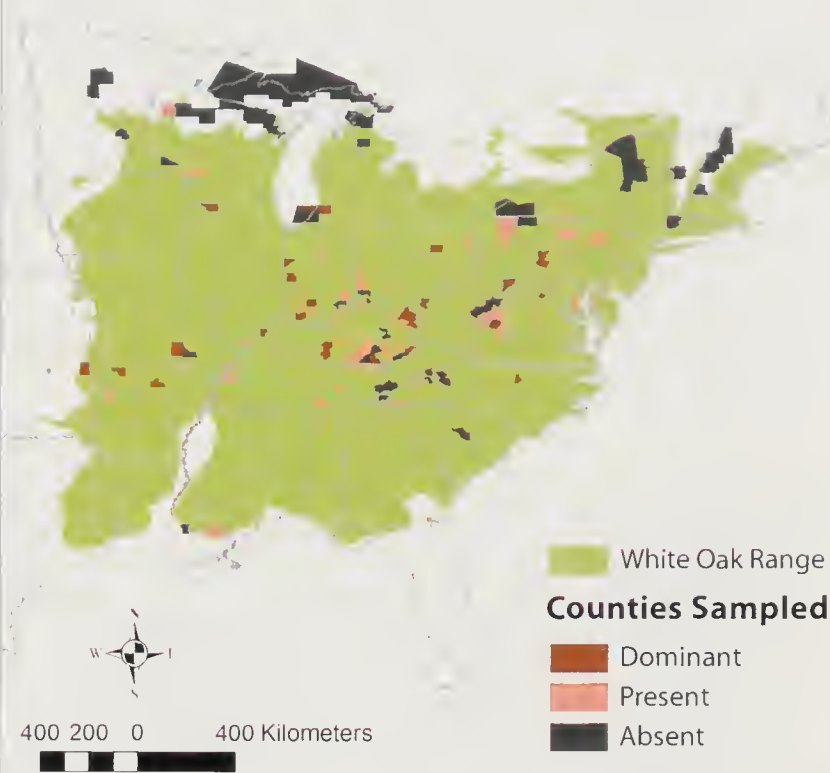 White Oak Range
Counties Sampled
Dominant
Present
Absent
W
400 200 0 400 Kilometers